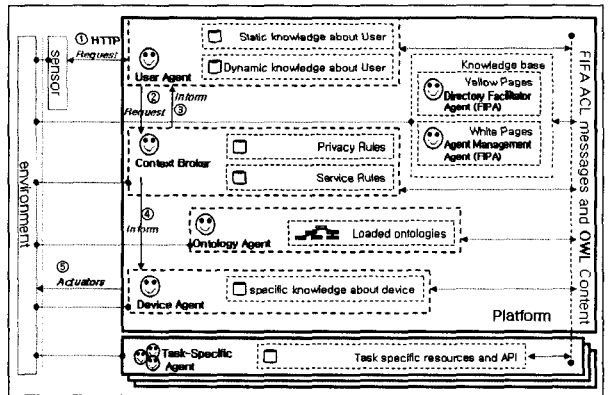 ① HTTP
Request
sensor
environment
User Agent
Static knowledge about User
Dynamic knowledge about User
②
Request
Inform
③
Knowledge base
Yellow Pages
Directory Facilitator
Agent (FIPA)
White Pages
Agent Management
Agent (FIPA)
Context Broker
Privacy Rules
Service Rules
④
Inform
Ontology Agent
Loaded ontologies
⑤
Actuators
Device Agent
specific knowledge about device
Platform
Task-Specific
Agent
Task specific resources and API
FIFA ACL messages and OWL Content